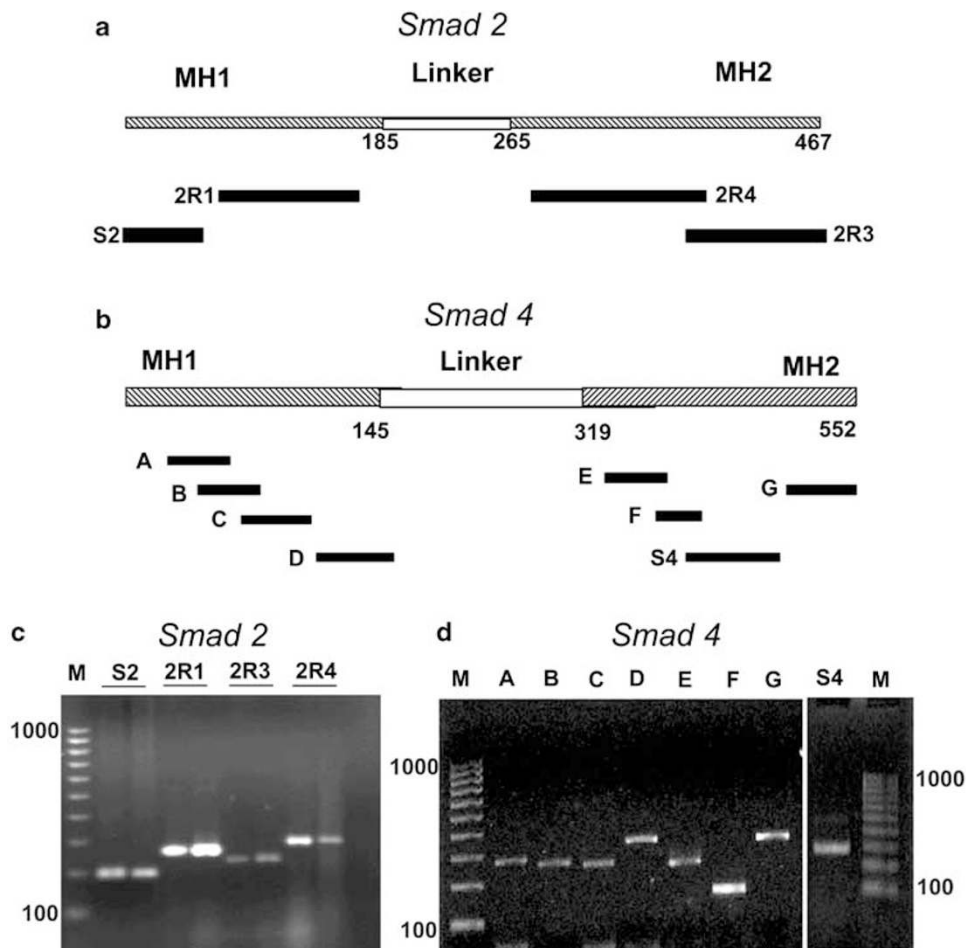 a
Smad 2
MH1 Linker MH2
185 265 467
2R1 2R4
S2 2R3
b
Smad 4
MH1 Linker MH2
145 319 552
A
B
C
D
E
F
S4
G
c
Smad 2
M S2 2R1 2R3 2R4
1000
100
d
Smad 4
M A B C D E F G S4 M
1000
100
1000
100